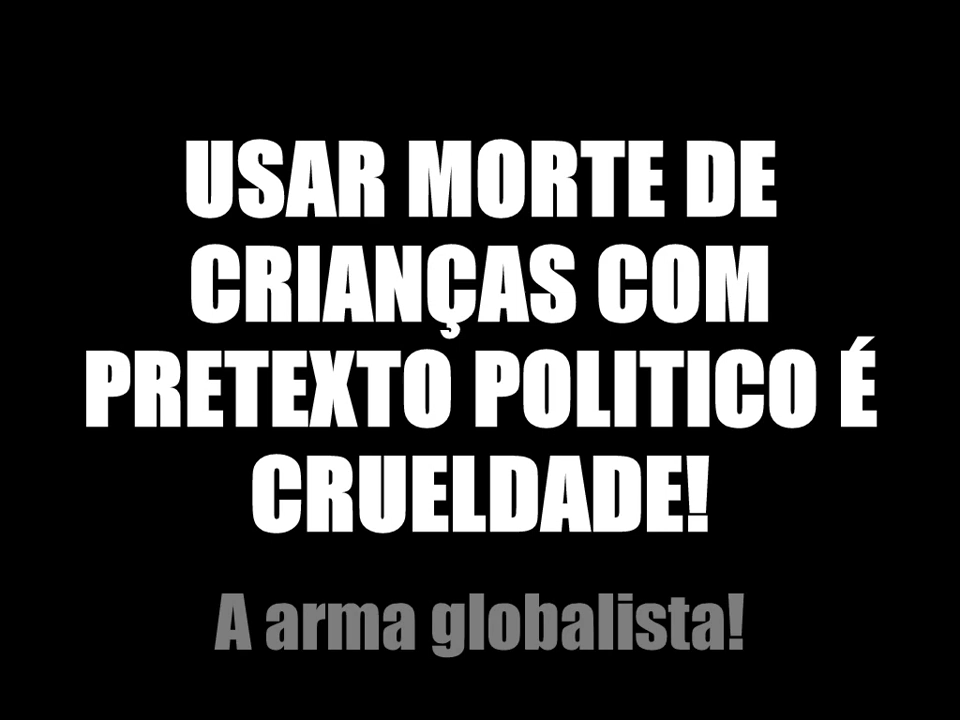 USAR MORTE DE
CRIANÇAS COM
PRETEXTO POLITICO É
CRUELDADE!
A arma globalista!